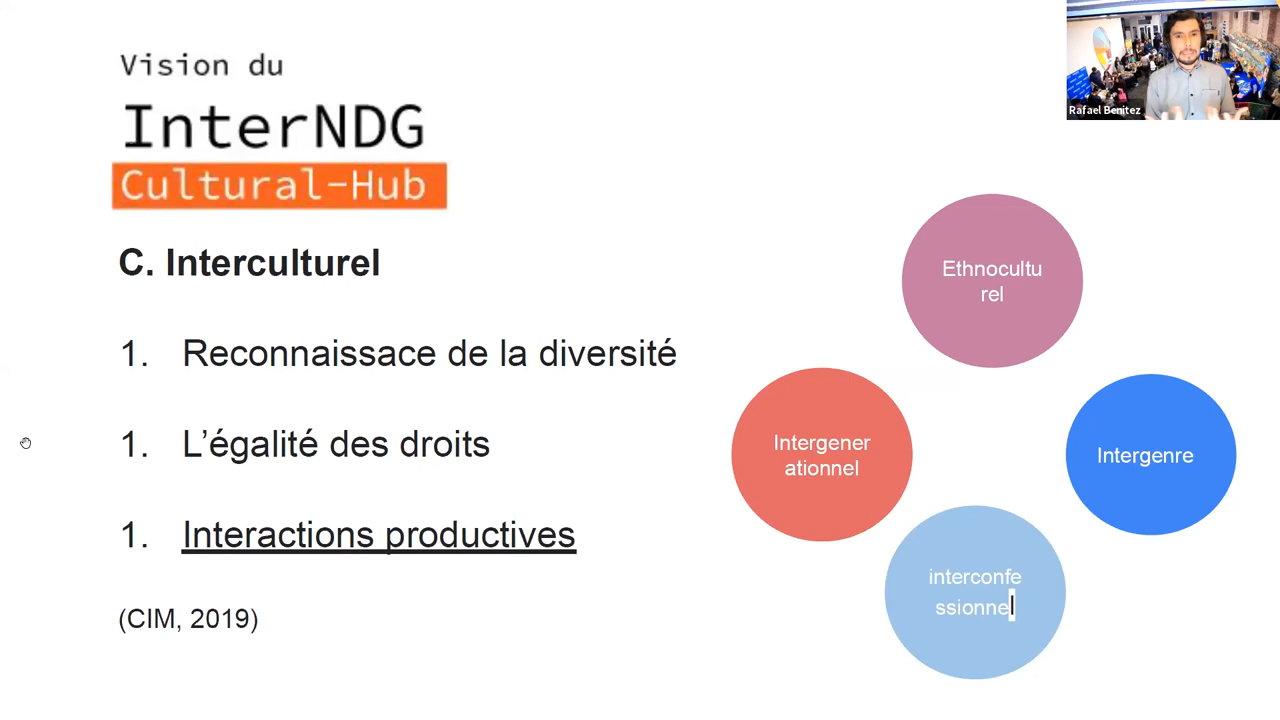 Vision du
InterNDG
Cultural-Hub
C. Interculturel
1. Reconnaissace de la diversité
1. L’égalité des droits
1. Interactions productives
(CIM, 2019)
Rafael Benitez
Ethnocultu
rel
Intergener
ationnel
Intergenre
interconfe
ssionnel